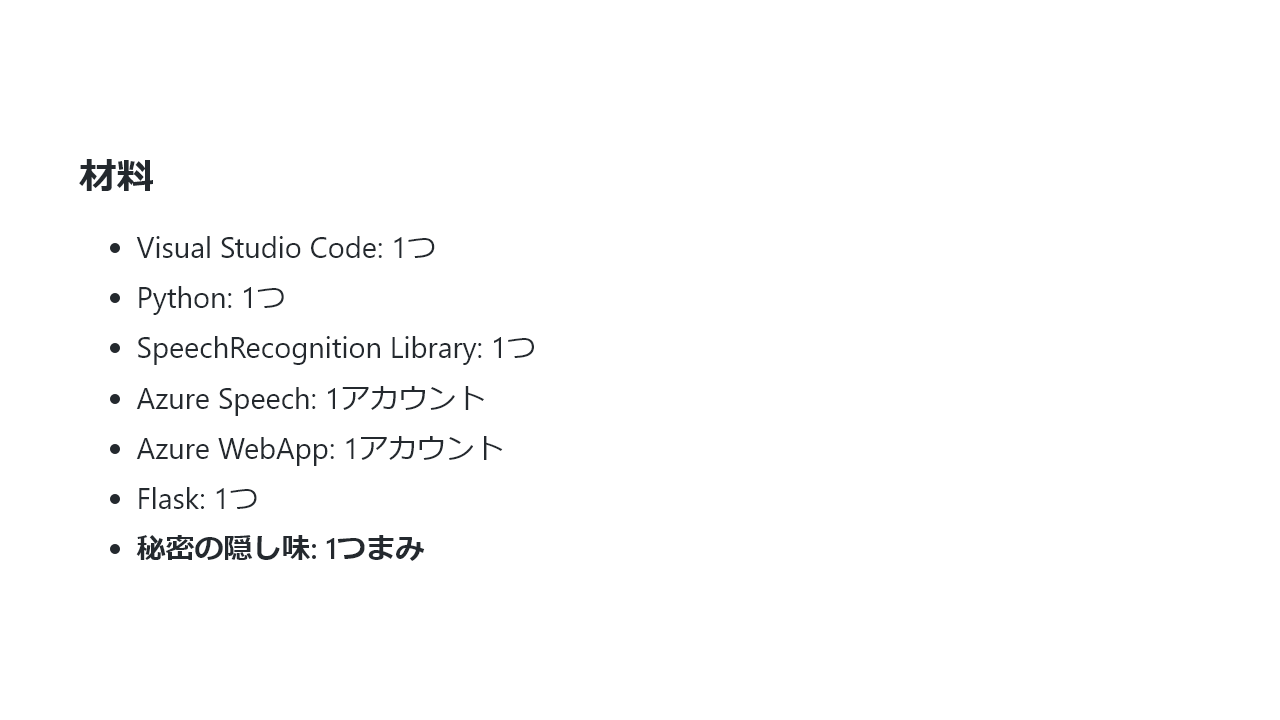 材料
Visual Studio Code: 1つ
Python: 1つ
SpeechRecognition Library: 1つ
Azure Speech: 1アカウント
Azure WebApp: 1アカウント
Flask: 1つ
秘密の隠し味: 1つまみ